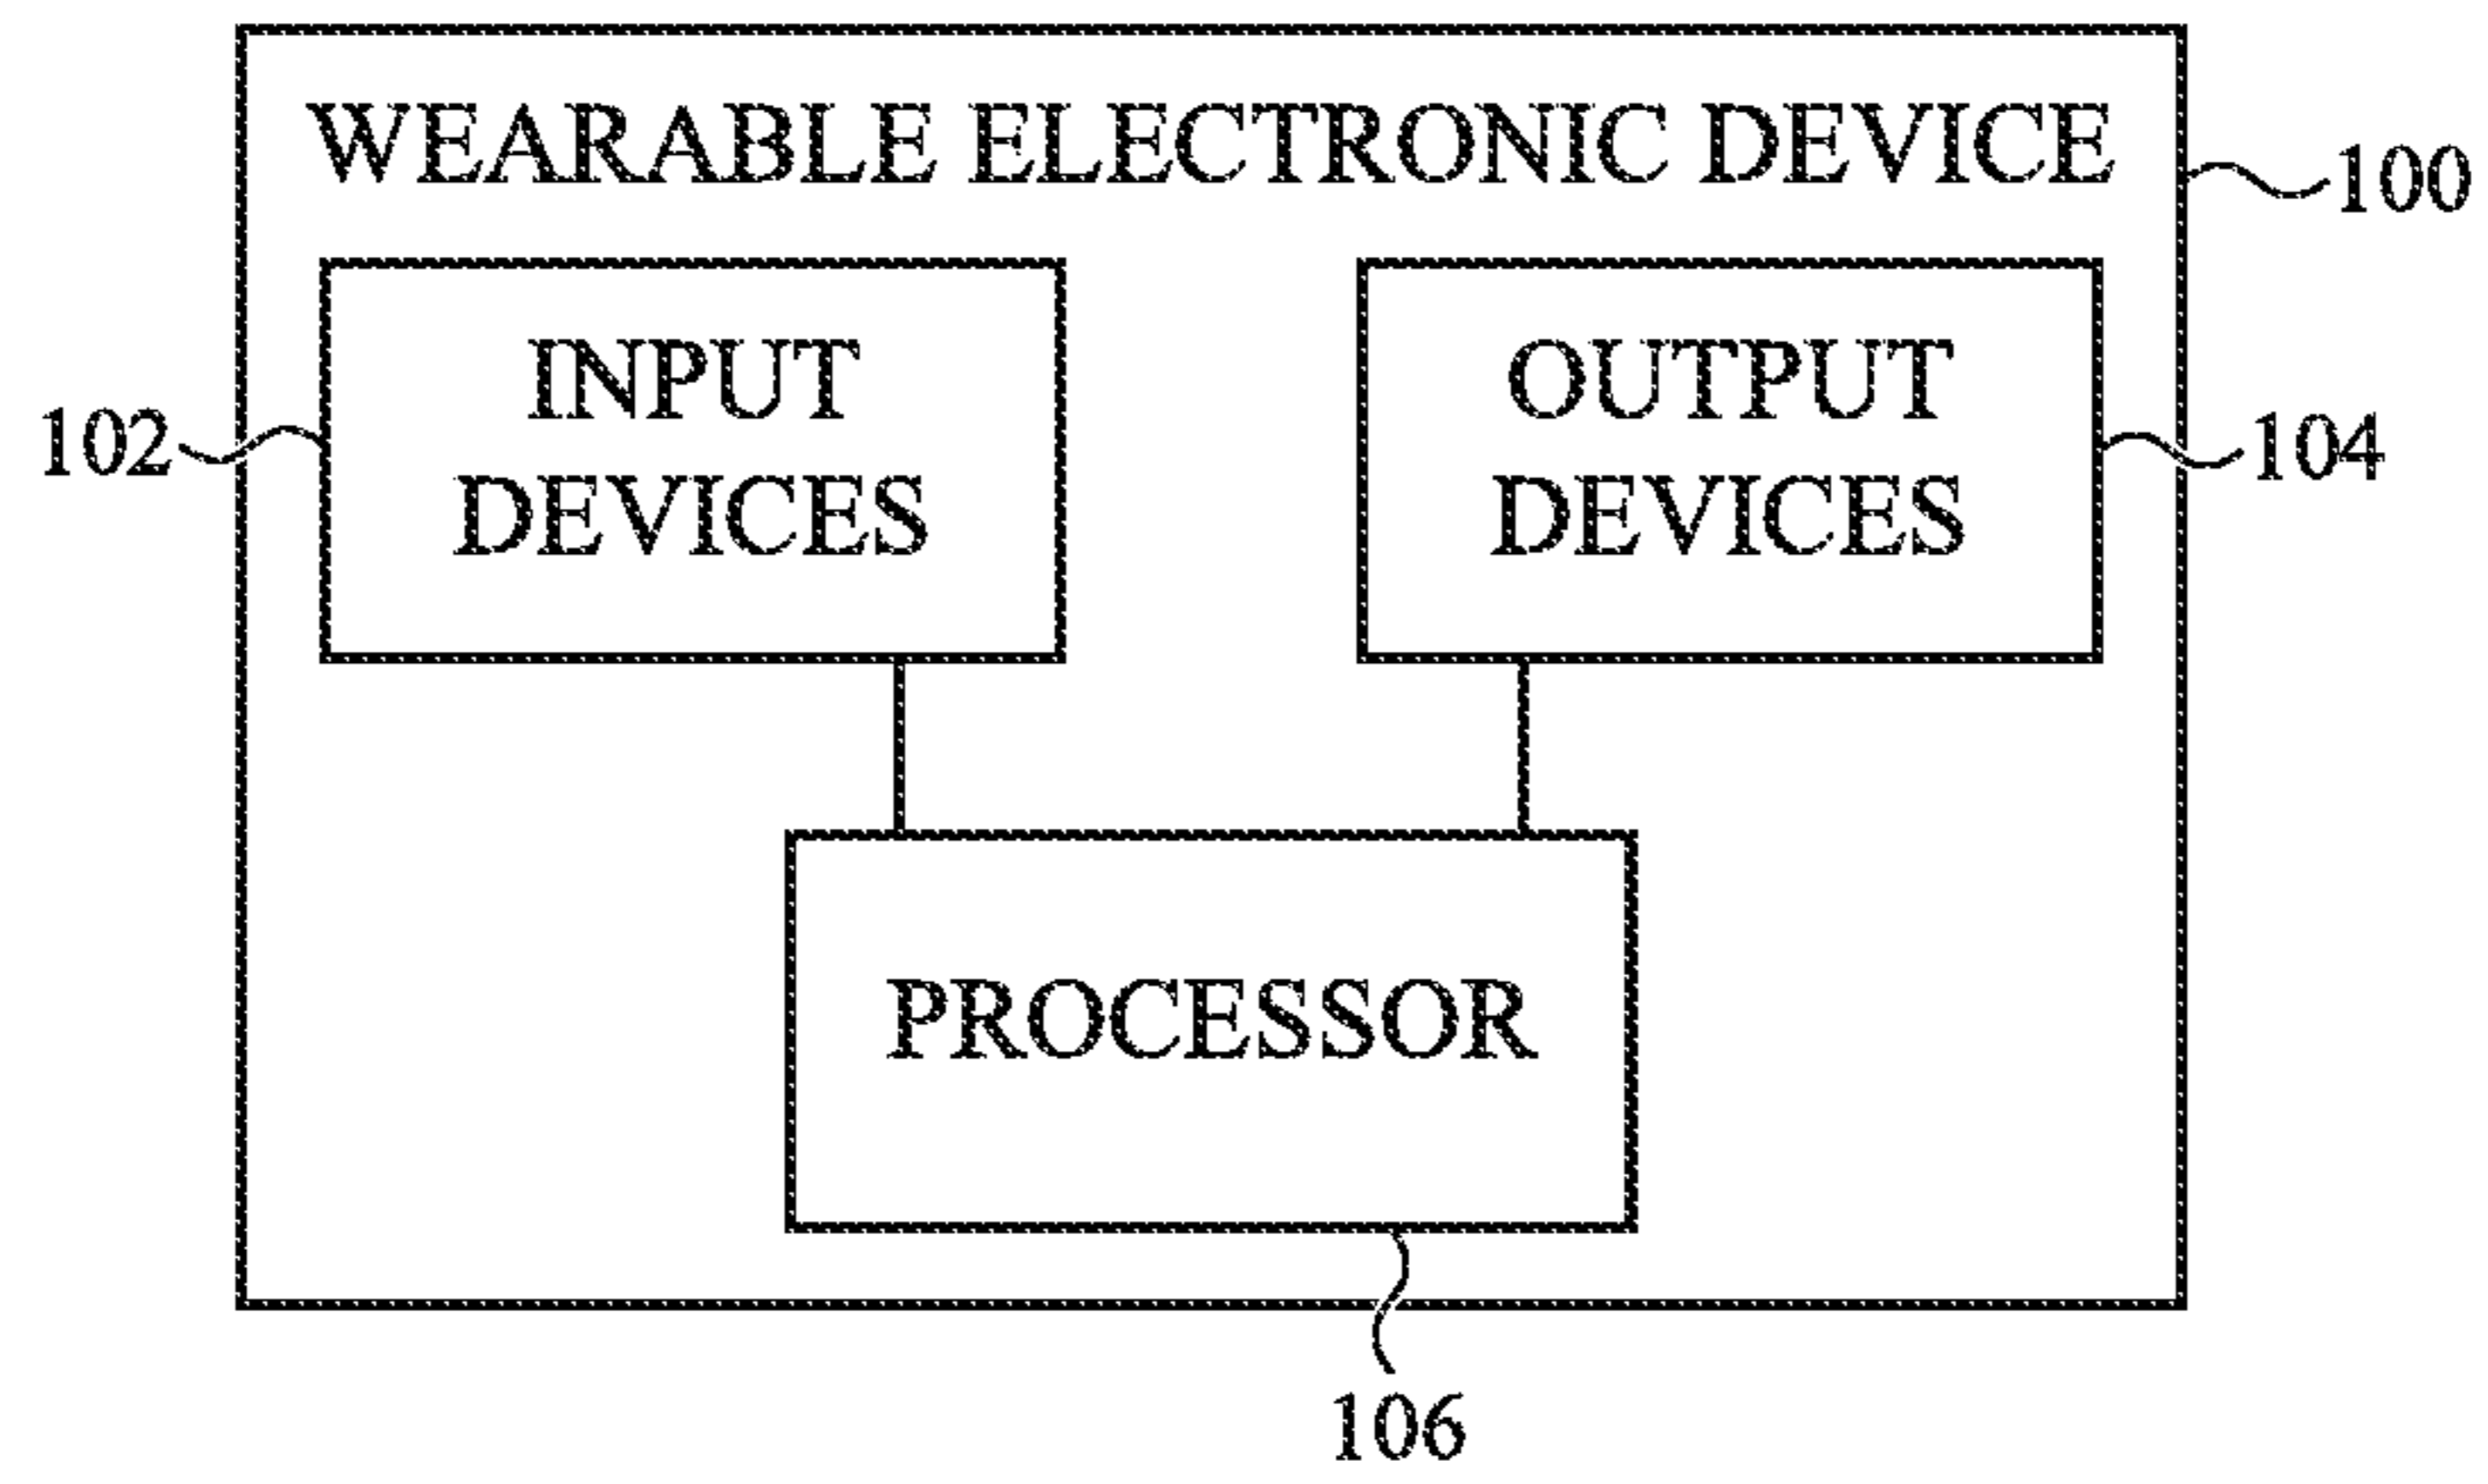 WEARABLE ELECTRONIC DEVICE
100
INPUT
DEVICES
102
OUTPUT
DEVICES
104
PROCESSOR
106